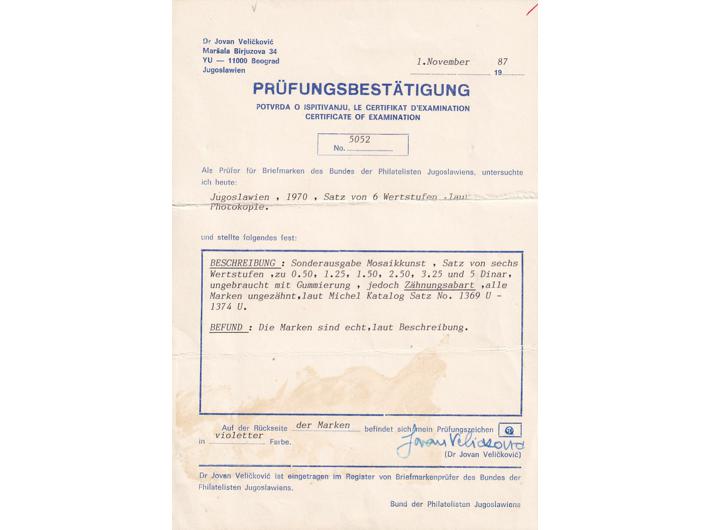 Dr Jovan Veličković
Maršala Birjuzova 34
YU — 11000 Beograd
Jugoslawien
1.November 87
19
PRÜFUNGSBESTÄTIGUNG
POTVRDA O ISPITIVANJU, LE CERTIFIKAT D'EXAMINATION
CERTIFICATE OF EXAMINATION
5052
No.
Als Prüfer für Briefmarken des Bundes der Philatelisten Jugoslawiens, untersuchte
ich heute:
Jugoslawien , 1970 , Satz von 6 Wertstufen ,laut
Photokopie.
und stellte folgendes fest:
BESCHREIBUNG : Sonderausgabe Mosaikkunst , Satz von sechs
Wertstufen ,zu 0.50, 1.25, 1.50, 2.50, 3.25 und 5 Dinar,
ungebraucht mit Gummierung , jedoch Zähnungsabart ,alle
Marken ungezähnt,laut Michel Katalog Satz No. 1369 U -
1374 U.
BEFUND : Die Marken sind echt,laut Beschreibung.
Auf der Rückseite der Marken befindet sich mein Prüfungszeichen
in violetter Farbe.
(Dr Jovan Veličković)
Dr Jovan Veličković ist eingetragen im Register von Briefmarkenprüfer des Bundes der
Philatelisten Jugoslawiens.
Bund der Philatelisten Jugoslawiens